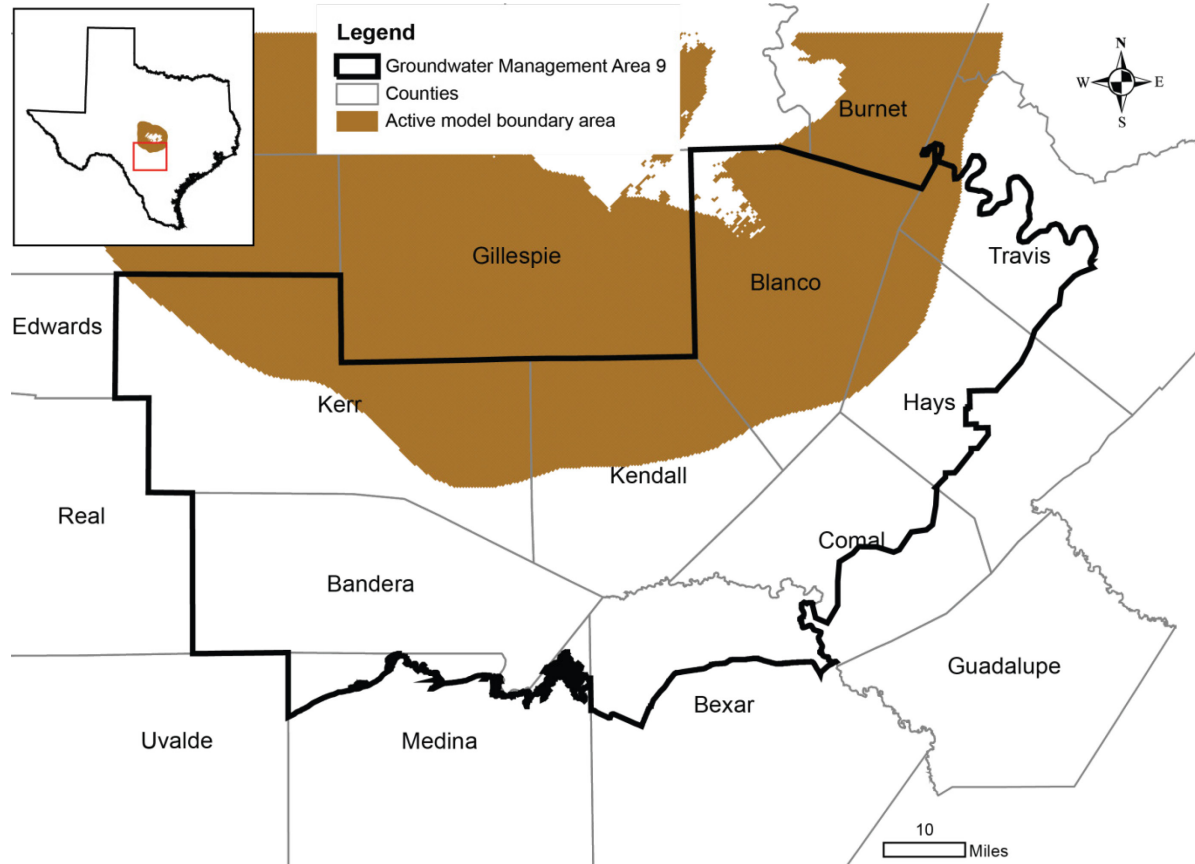 Legend
Groundwater Management Area 9
Counties
Active model boundary area
N
W E
S
Burnet
Travis
Gillespie
Blanco
Edwards
Kerr
Hays
Kendall
Real
Comal
Bandera
Guadalupe
Bexar
Uvalde
Medina
10
Miles